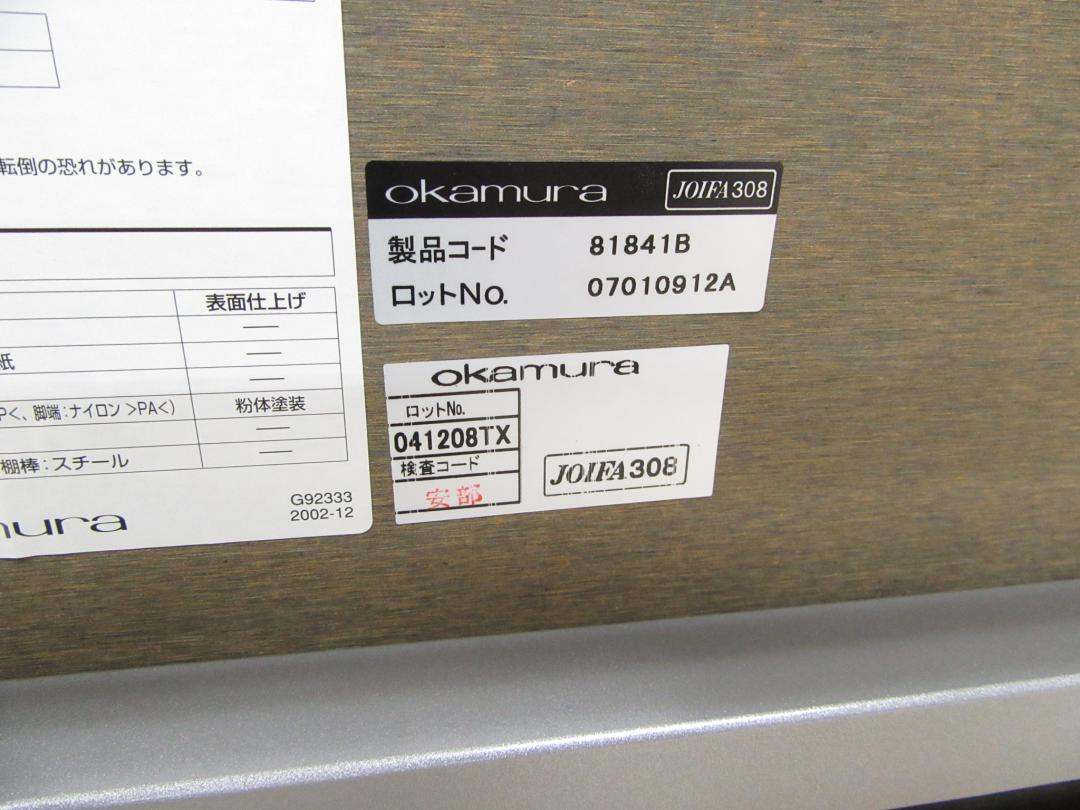 転倒の恐れがあります。
表面仕上げ
—
紙 —
—
P<、脚端:ナイロン >PA<) 粉体塗装
—
棚棒:スチール —
G92333
2002-12
okamura JOIFA308
製品コード 81841B
ロットNo. 07010912A
okamura
ロットNo.
041208TX
検査コード
安部
JOIFA308